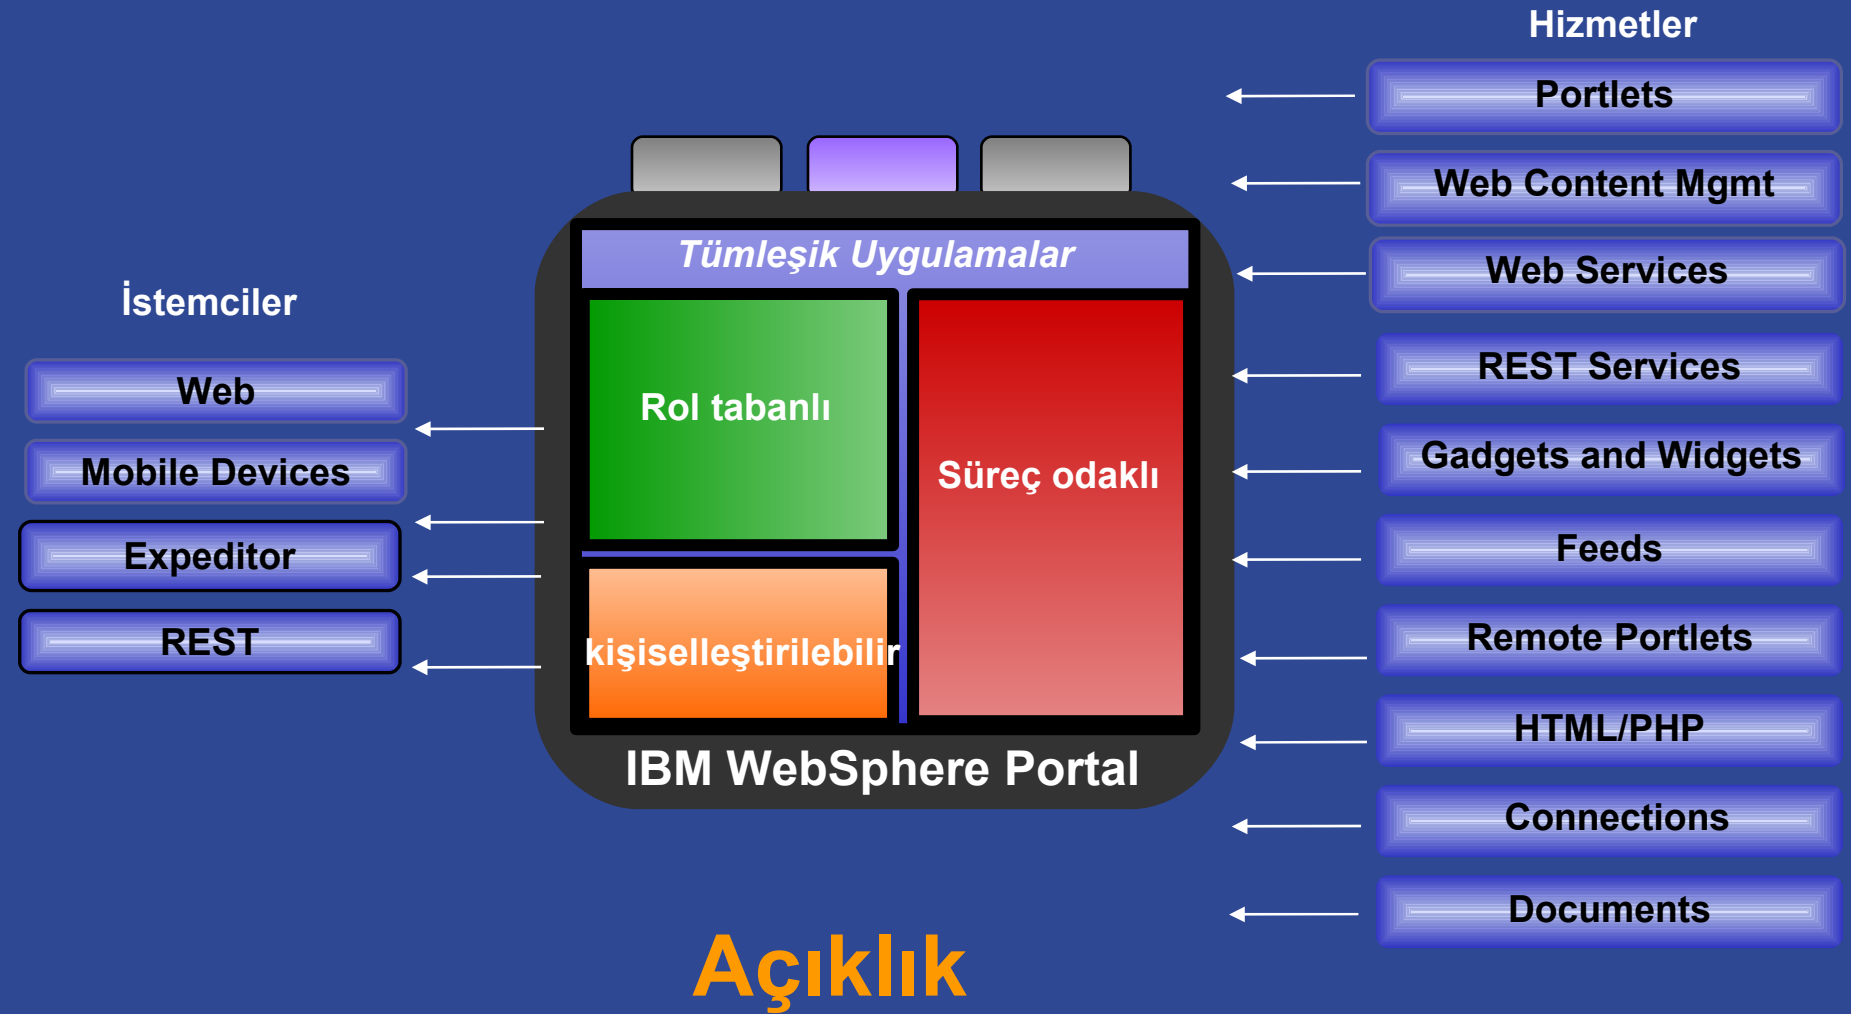 Hizmetler
Portlets
Web Content Mgmt
Web Services
REST Services
Gadgets and Widgets
Feeds
Remote Portlets
HTML/PHP
Connections
Documents
Tümleşik Uygulamalar
Rol tabanlı
Süreç odaklı
kişiselleştirilebilir
IBM WebSphere Portal
İstemciler
Web
Mobile Devices
Expeditor
REST
Açıklık